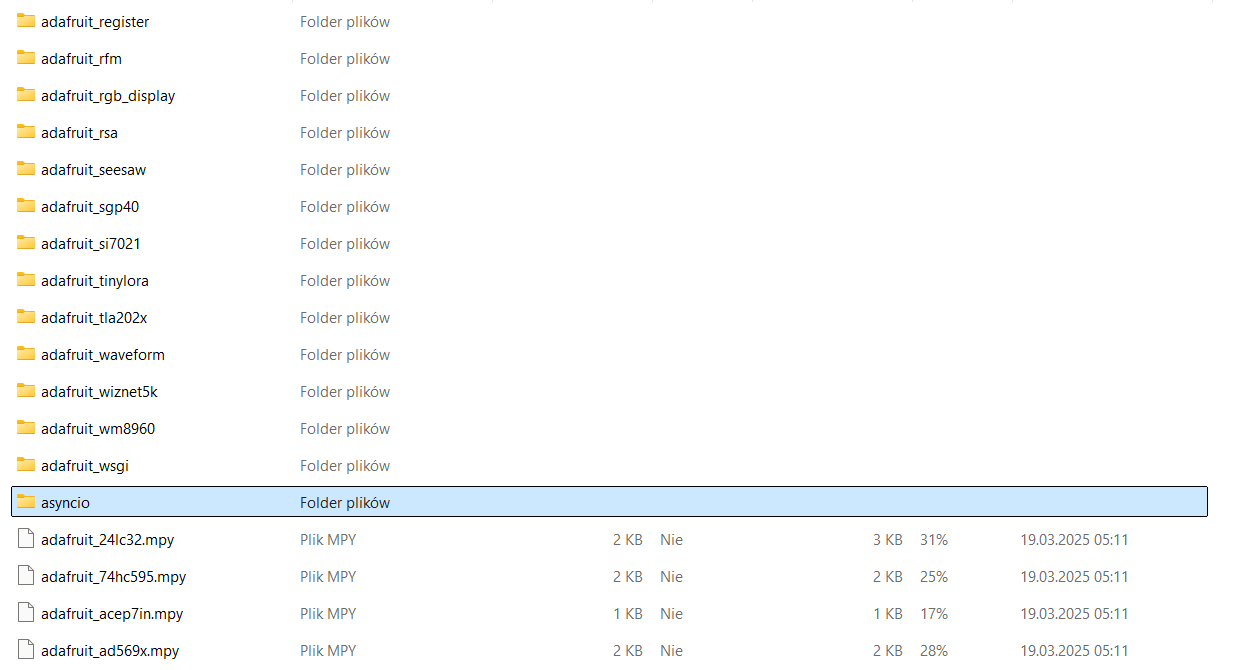 adafruit_register Folder plików
adafruit_rfm Folder plików
adafruit_rgb_display Folder plików
adafruit_rsa Folder plików
adafruit_seesaw Folder plików
adafruit_sgp40 Folder plików
adafruit_si7021 Folder plików
adafruit_tinylora Folder plików
adafruit_tla202x Folder plików
adafruit_waveform Folder plików
adafruit_wiznet5k Folder plików
adafruit_wm8960 Folder plików
adafruit_wsgi Folder plików
asyncio Folder plików
adafruit_24lc32.mpy Plik MPY 2 KB Nie 3 KB 31% 19.03.2025 05:11
adafruit_74hc595.mpy Plik MPY 2 KB Nie 2 KB 25% 19.03.2025 05:11
adafruit_acep7in.mpy Plik MPY 1 KB Nie 1 KB 17% 19.03.2025 05:11
adafruit_ad569x.mpy Plik MPY 2 KB Nie 2 KB 28% 19.03.2025 05:11